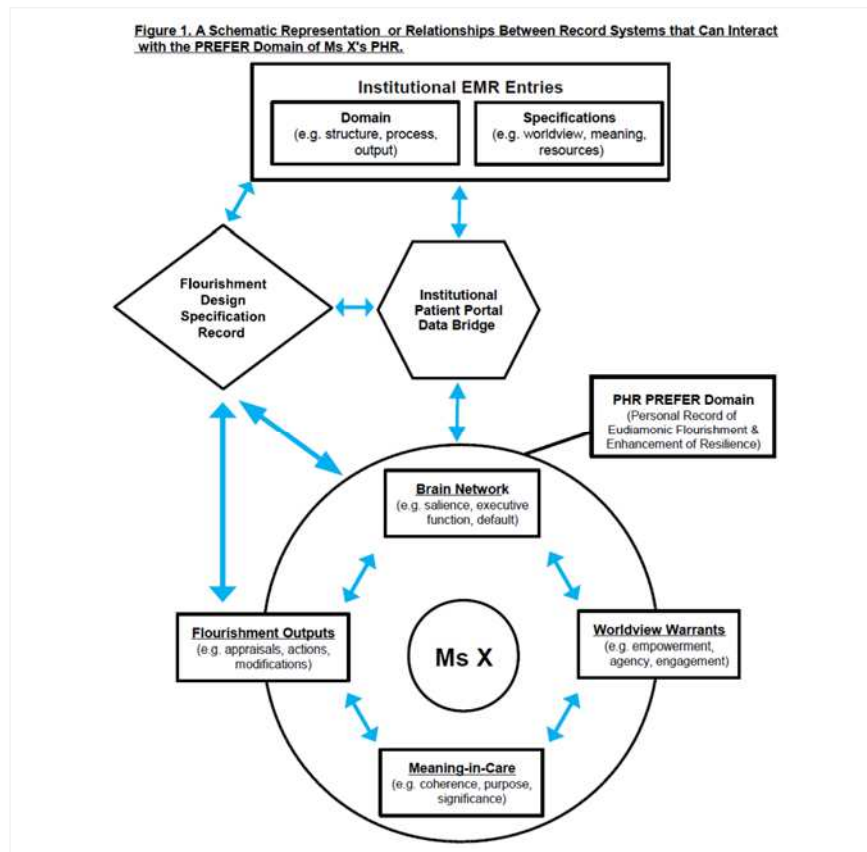 Figure 1. A Schematic Representation or Relationships Between Record Systems that Can Interact
with the PREFER Domain of Ms X's PHR.
Institutional EMR Entries
Domain
(e.g. structure, process,
output)
Specifications
(e.g. worldview, meaning,
resources)
Flourishment
Design
Specification
Record
Institutional
Patient Portal
Data Bridge
PHR PREFER Domain
(Personal Record of
Eudiamonic Flourishment &
Enhancement of Resilience)
Brain Network
(e.g. salience, executive
function, default)
Flourishment Outputs
(e.g. appraisals, actions,
modifications)
Ms X
Worldview Warrants
(e.g. empowerment,
agency, engagement)
Meaning-in-Care
(e.g. coherence, purpose,
significance)